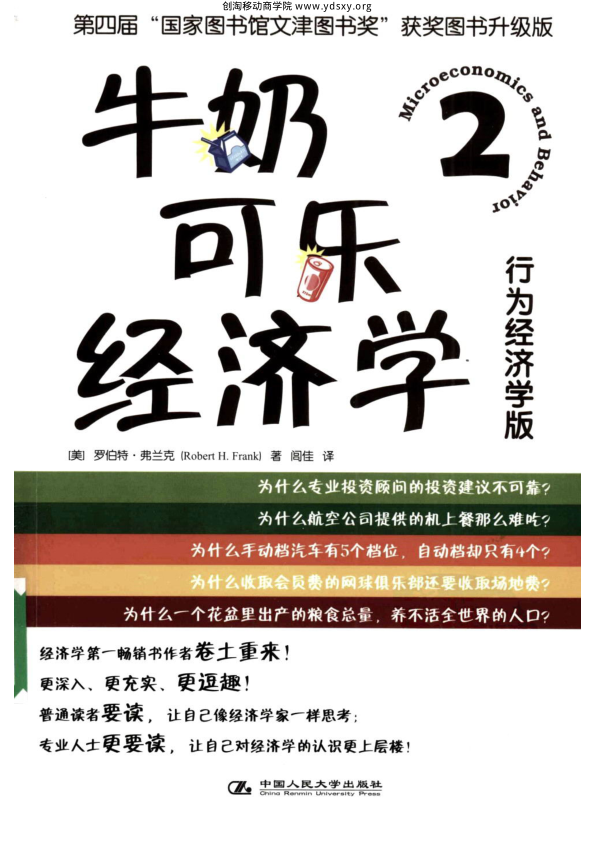 创淘移动商学院 www.ydsxy.org
第四届“国家图书馆文津图书奖”获奖图书升级版
牛奶
可乐
经济学
2
Microeconomics and Behavior
行为经济学版
[美] 罗伯特·弗兰克 (Robert H. Frank) 著 闾佳 译
为什么专业投资顾问的投资建议不可靠?
为什么航空公司提供的机上餐那么难吃?
为什么手动档汽车有5个档位，自动档却只有4个?
为什么收取会员费的网球俱乐部还要收取场地费?
为什么一个花盆里出产的粮食总量，养不活全世界的人口?
经济学第一畅销书作者卷土重来!
更深入、更充实、更逗趣!
普通读者要读，让自己像经济学家一样思考;
专业人士更要读，让自己对经济学的认识更上层楼!
中国人民大学出版社
China Renmin University Press